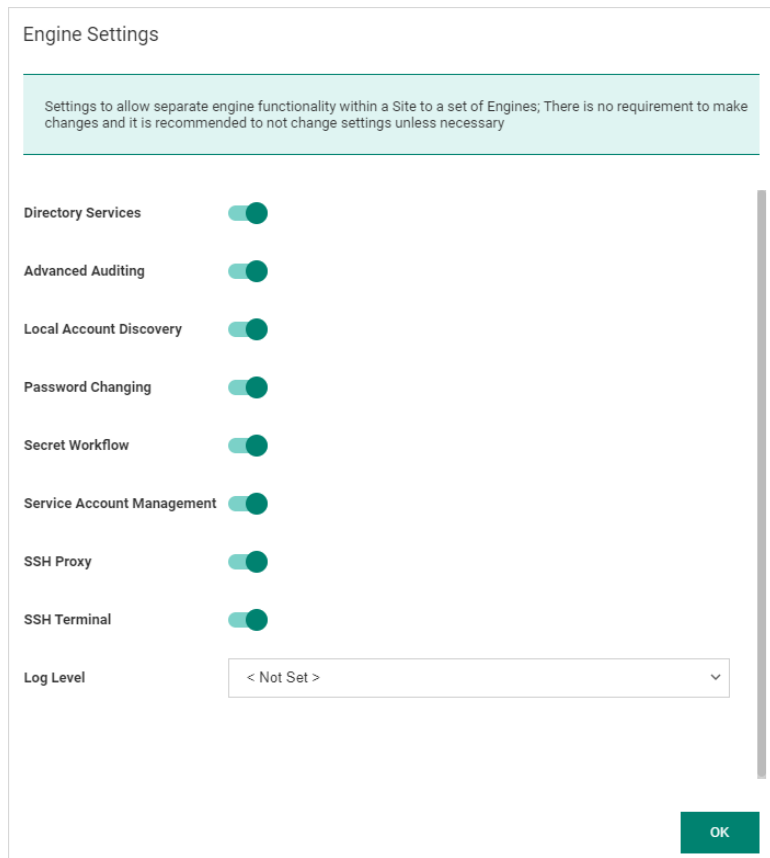 Engine Settings
Settings to allow separate engine functionality within a Site to a set of Engines; There is no requirement to make
changes and it is recommended to not change settings unless necessary
Directory Services
Advanced Auditing
Local Account Discovery
Password Changing
Secret Workflow
Service Account Management
SSH Proxy
SSH Terminal
Log Level
< Not Set >
OK